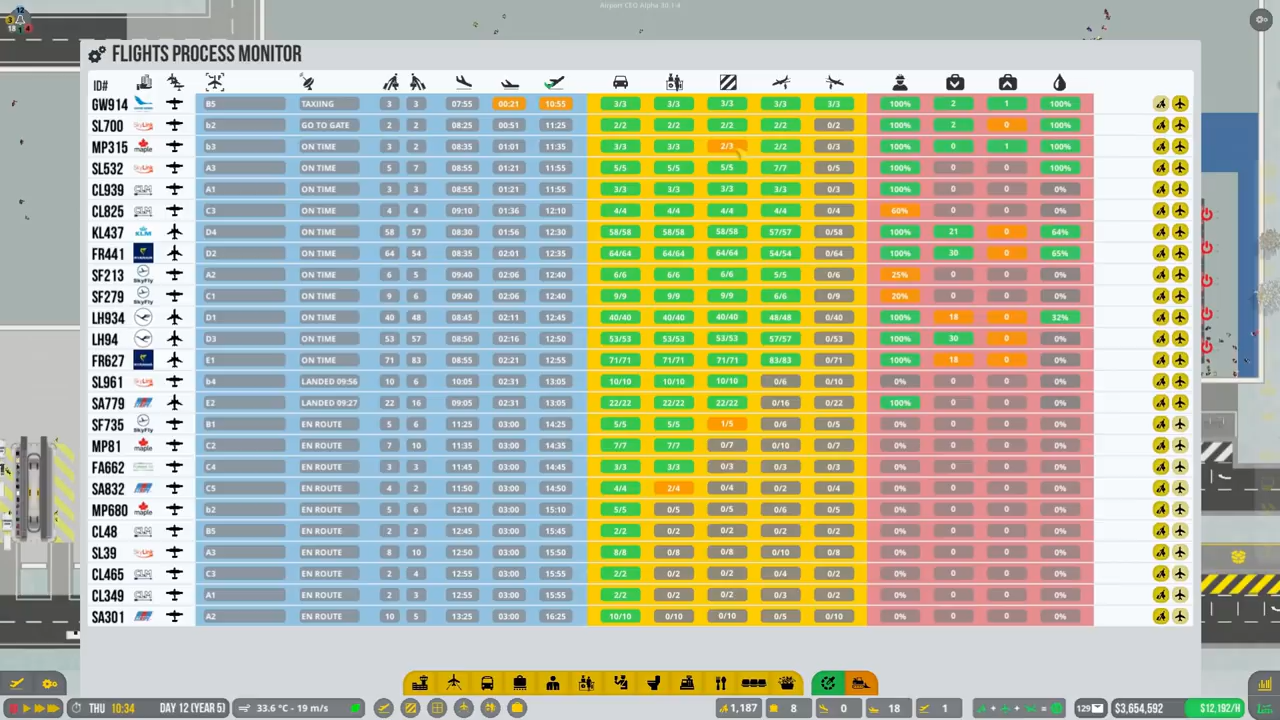 Airport CEO Alpha 30.1-4
FLIGHTS PROCESS MONITOR
ID#
GW914 B5 TAXIING 3 3 07:55 00:21 10:55 3/3 3/3 3/3 3/3 3/3 100% 2 1 100%
SL700 b2 GO TO GATE 2 2 08:25 00:51 11:25 2/2 2/2 2/2 2/2 0/2 100% 2 0 100%
MP315 maple b3 ON TIME 3 2 08:35 01:01 11:35 3/3 3/3 2/3 2/2 0/3 100% 0 1 100%
SL532 A3 ON TIME 5 7 08:55 01:21 11:55 5/5 5/5 5/5 7/7 0/5 100% 0 0 100%
CL939 CLM A1 ON TIME 3 3 08:55 01:21 11:55 3/3 3/3 3/3 3/3 0/3 100% 0 0 0%
CL825 CLM C3 ON TIME 4 4 09:10 01:36 12:10 4/4 4/4 4/4 4/4 0/4 60% 0 0 0%
KL437 KLM D4 ON TIME 58 57 08:30 01:56 12:30 58/58 58/58 58/58 57/57 0/58 100% 21 0 64%
FR441 D2 ON TIME 64 54 08:35 02:01 12:35 64/64 64/64 64/64 54/54 0/64 100% 30 0 65%
SF213 SkyFly A2 ON TIME 6 5 09:40 02:06 12:40 6/6 6/6 6/6 5/5 0/6 25% 0 0 0%
SF279 SkyFly C1 ON TIME 9 6 09:40 02:06 12:40 9/9 9/9 9/9 6/6 0/9 20% 0 0 0%
LH934 D1 ON TIME 40 48 08:45 02:11 12:45 40/40 40/40 40/40 48/48 0/40 100% 18 0 32%
LH94 D3 ON TIME 53 57 08:50 02:16 12:50 53/53 53/53 53/53 57/57 0/53 100% 30 0 0%
FR627 E1 ON TIME 71 83 08:55 02:21 12:55 71/71 71/71 71/71 83/83 0/71 100% 18 0 0%
SL961 b4 LANDED 09:56 10 6 10:05 02:31 13:05 10/10 10/10 10/10 0/6 0/10 0% 0 0 0%
SA779 E2 LANDED 09:27 22 16 09:05 02:31 13:05 22/22 22/22 22/22 0/16 0/22 100% 0 0 0%
SF735 SkyFly B1 EN ROUTE 5 6 11:25 03:00 14:25 5/5 5/5 1/5 0/6 0/5 0% 0 0 0%
MP81 maple C2 EN ROUTE 7 10 11:35 03:00 14:35 7/7 7/7 0/7 0/10 0/7 0% 0 0 0%
FA662 C4 EN ROUTE 3 3 11:45 03:00 14:45 3/3 3/3 0/3 0/3 0/3 0% 0 0 0%
SA832 C5 EN ROUTE 4 2 11:50 03:00 14:50 4/4 2/4 0/4 0/2 0/4 0% 0 0 0%
MP680 maple b2 EN ROUTE 5 6 12:10 03:00 15:10 5/5 0/5 0/5 0/6 0/5 0% 0 0 0%
CL48 CLM B5 EN ROUTE 2 2 12:45 03:00 15:45 2/2 0/2 0/2 0/2 0/2 0% 0 0 0%
SL39 A3 EN ROUTE 8 10 12:50 03:00 15:50 8/8 0/8 0/8 0/10 0/8 0% 0 0 0%
CL465 CLM C3 EN ROUTE 2 4 12:55 03:00 15:55 2/2 0/2 0/2 0/4 0/2 0% 0 0 0%
CL349 CLM A1 EN ROUTE 2 3 12:55 03:00 15:55 2/2 0/2 0/2 0/3 0/2 0% 0 0 0%
SA301 A2 EN ROUTE 10 5 13:25 03:00 16:25 10/10 0/10 0/10 0/5 0/10 0% 0 0 0%
THU 10:34 DAY 12 (YEAR 5) 33.6 °C - 19 m/s 1,187 8 0 18 1 129 $3,654,592 $12,192/H